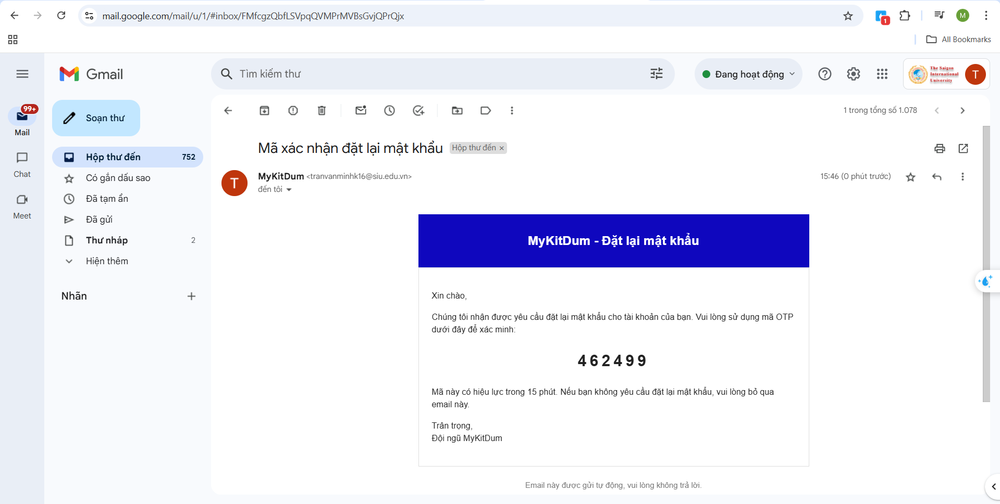 mail.google.com/mail/u/1/#inbox/FMfcgzQbfLSVpqQVMPrMVBsGvjQPrQjx
1
M
All Bookmarks
Gmail
Tìm kiếm thư
Đang hoạt động
The Saigon
International
University
T
99+
Mail
Chat
Meet
Soạn thư
Hộp thư đến 752
Có gắn dấu sao
Đã tạm ẩn
Đã gửi
Thư nháp 2
Hiện thêm
Nhãn
1 trong tổng số 1.078
Mã xác nhận đặt lại mật khẩu Hộp thư đến ×
T
MyKitDum <tranvanminhk16@siu.edu.vn>
15:46 (0 phút trước)
đến tôi
MyKitDum - Đặt lại mật khẩu
Xin chào,
Chúng tôi nhận được yêu cầu đặt lại mật khẩu cho tài khoản của bạn. Vui lòng sử dụng mã OTP
dưới đây để xác minh:
462499
Mã này có hiệu lực trong 15 phút. Nếu bạn không yêu cầu đặt lại mật khẩu, vui lòng bỏ qua
email này.
Trân trọng,
Đội ngũ MyKitDum
Email này được gửi tự động, vui lòng không trả lời.